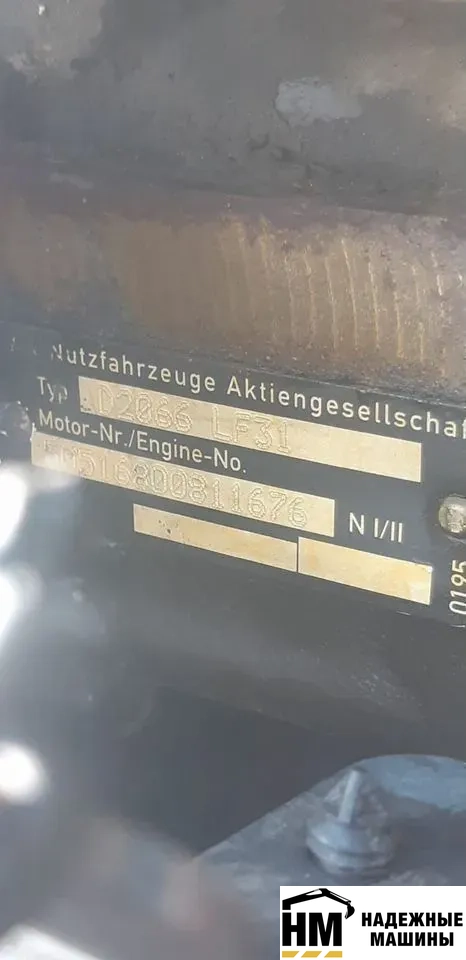 Nutzfahrzeuge Aktiengesellschaf
Typ D2066 LF31
Motor-Nr./Engine-No.
516800811676 N I/II
0195
НМ НАДЕЖНЫЕ
МАШИНЫ